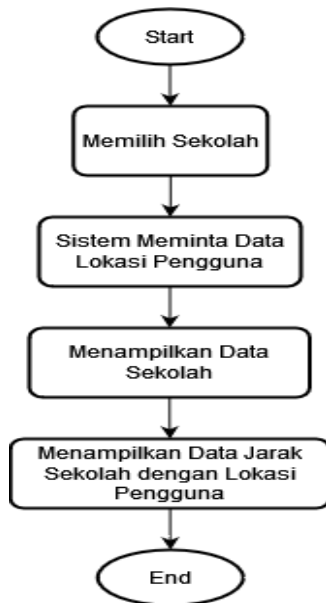 Start
Memilih Sekolah
Sistem Meminta Data
Lokasi Pengguna
Menampilkan Data
Sekolah
Menampilkan Data Jarak
Sekolah dengan Lokasi
Pengguna
End